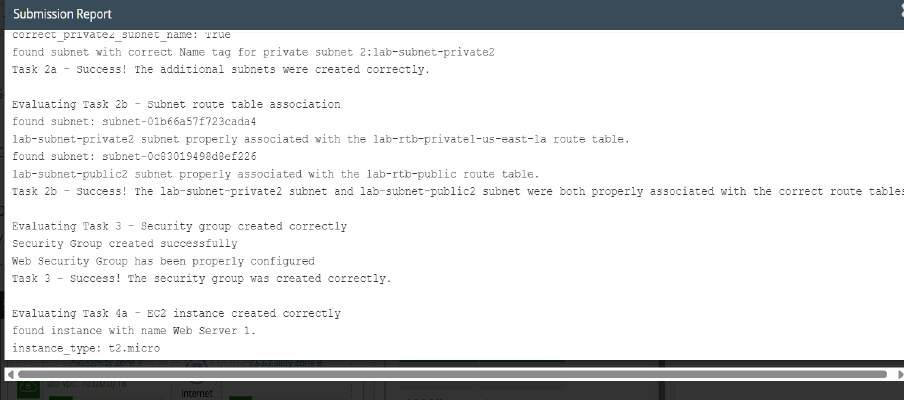 Submission Report
correct_private2_subnet_name: True
found subnet with correct Name tag for private subnet 2:lab-subnet-private2
Task 2a - Success! The additional subnets were created correctly.
Evaluating Task 2b - Subnet route table association
found subnet: subnet-01b66a57f723cada4
lab-subnet-private2 subnet properly associated with the lab-rtb-private1-us-east-1a route table.
found subnet: subnet-0c83019498d8ef226
lab-subnet-public2 subnet properly associated with the lab-rtb-public route table.
Task 2b - Success! The lab-subnet-private2 subnet and lab-subnet-public2 subnet were both properly associated with the correct route tables
Evaluating Task 3 - Security group created correctly
Security Group created successfully
Web Security Group has been properly configured
Task 3 - Success! The security group was created correctly.
Evaluating Task 4a - EC2 instance created correctly
found instance with name Web Server 1.
instance_type: t2.micro
internet